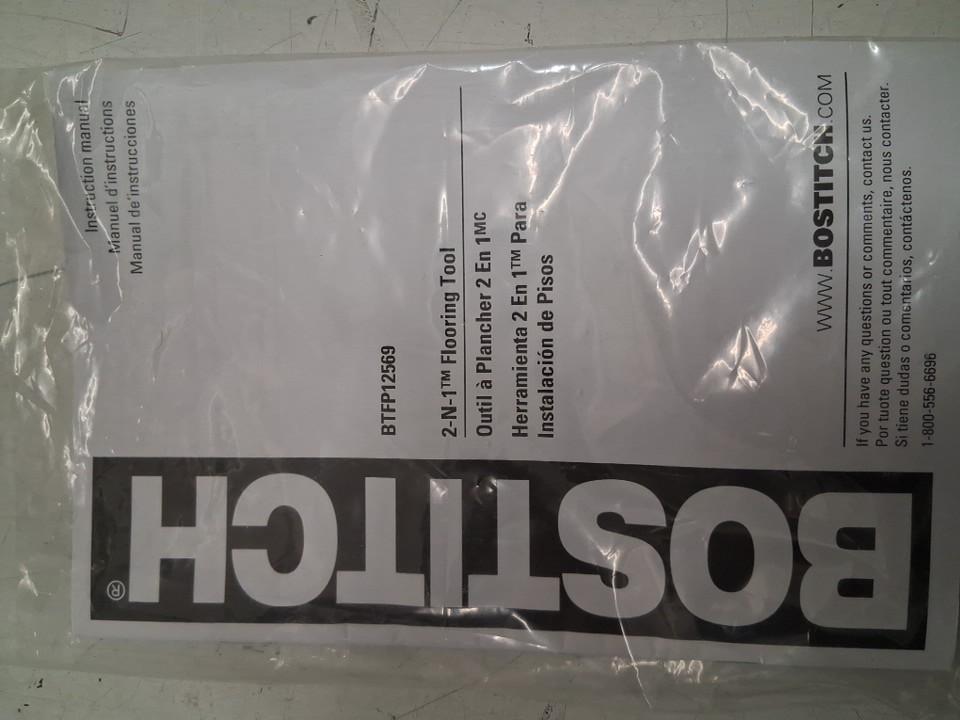 BOSTITCH®
Instruction manual
Manuel d'instructions
Manual de instrucciones
BTFP12569
2-N-1™ Flooring Tool
Outil à Plancher 2 En 1MC
Herramienta 2 En 1™ Para
Instalación de Pisos
WWW.BOSTITCH.COM
If you have any questions or comments, contact us.
Por tuote question ou tout commentaire, nous contacter.
Si tiene dudas o comentarios, contáctenos.
1-800-556-6696